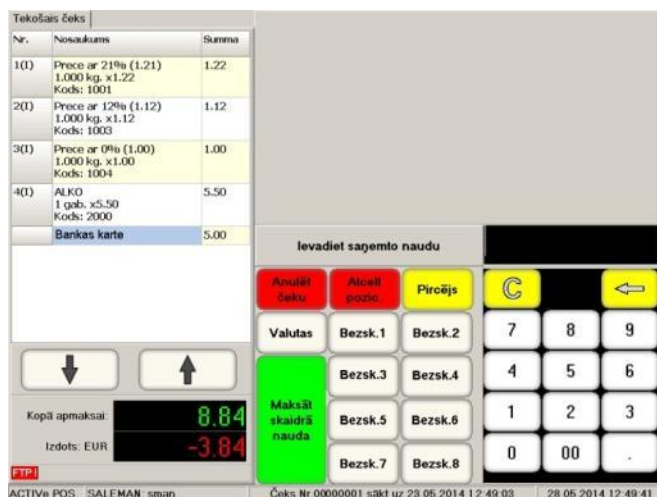 Tekošais čeks
Nr. Nosaukums Summa
1(I) Prece ar 21% (1.21) 1.22
1.000 kg. x1.22
Kods: 1001
2(I) Prece ar 12% (1.12) 1.12
1.000 kg. x1.12
Kods: 1003
3(I) Prece ar 0% (1.00) 1.00
1.000 kg. x1.00
Kods: 1004
4(I) ALKO 5.50
1 gab. x5.50
Kods: 2000
Bankas karte 5.00
Ievadiet saņemto naudu
Anulēt čeku
Atcelt pozic.
Pircējs
C
Valutas Bezsk.1 Bezsk.2 7 8 9
Bezsk.3 Bezsk.4 4 5 6
Maksāt skaidrā nauda
Bezsk.5 Bezsk.6 1 2 3
Bezsk.7 Bezsk.8 0 00 .
Kopā apmaksai: 8.84
Izdots: EUR -3.84
FTP!
ACTIVe POS SALEMAN: sman Čeks Nr 00000001 sākt uz 23.05.2014 12:49:03 28.05.2014 12:49:41